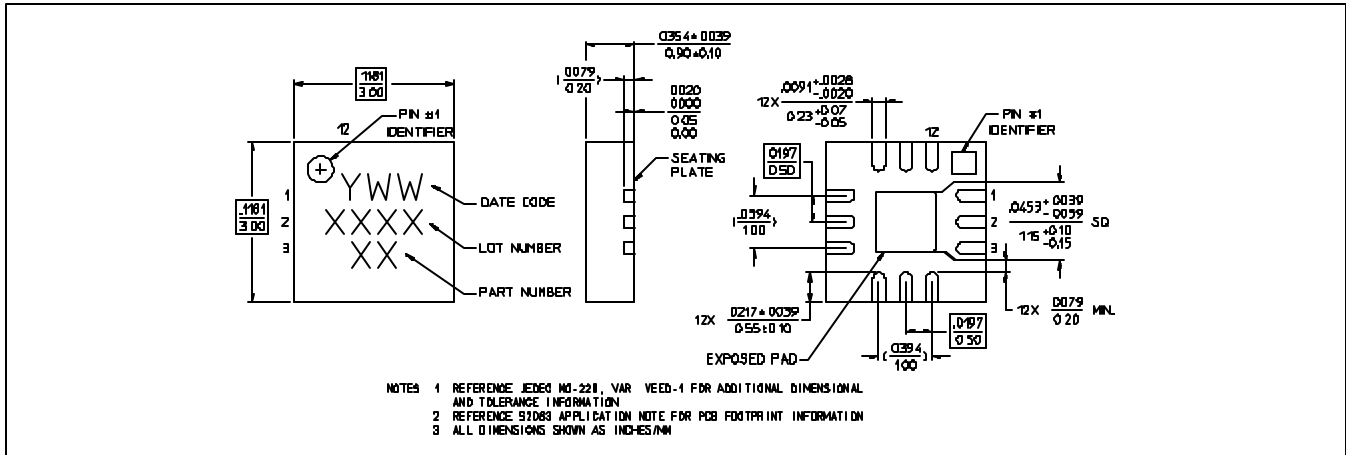 .1181
3.00
12
PIN #1
IDENTIFIER
.1181
3.00
1
2
3
YWW
XXXX
XX
DATE CODE
LOT NUMBER
PART NUMBER
.0354±.0039
0.90±0.10
(.0079
0.20)
.0020
.0000
0.05
0.00
SEATING
PLATE
12X .0091 +.0028 -.0020
0.23 +0.07 -0.05
12
PIN #1
IDENTIFIER
.0197
0.50
(.0394
1.00)
1
2
3
.0453 +.0039 -.0059 SQ
1.15 +0.10 -0.15
12X .0217±.0039
0.55±0.10
12X .0079 MIN.
0.20
.0197
0.50
(.0394
1.00)
EXPOSED PAD
NOTES 1 REFERENCE JEDEC MO-220, VAR VEED-1 FOR ADDITIONAL DIMENSIONAL
AND TOLERANCE INFORMATION
2 REFERENCE S2083 APPLICATION NOTE FOR PCB FOOTPRINT INFORMATION
3 ALL DIMENSIONS SHOWN AS INCHES/MM